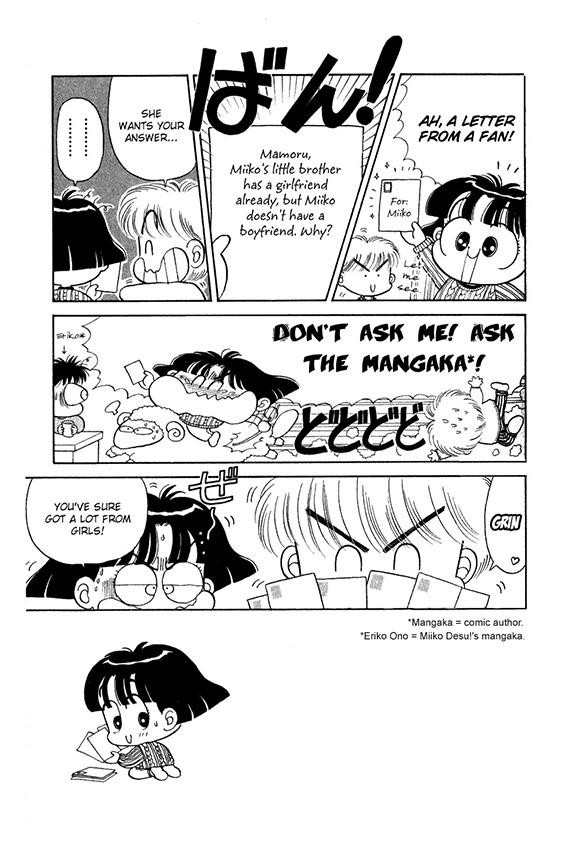 AH, A LETTER
FROM A FAN!
For:
Miiko
Let
me
see
ばん!
Mamoru,
Miiko's little brother
has a girlfriend
already, but Miiko
doesn't have a
boyfriend. Why?
SHE
WANTS YOUR
ANSWER...
DON'T ASK ME! ASK
THE MANGAKA*!
どどどど
Eriko*
GRIN
ぜ
YOU'VE SURE
GOT A LOT FROM
GIRLS!
*Mangaka = comic author.
*Eriko Ono = Miiko Desu!'s mangaka.